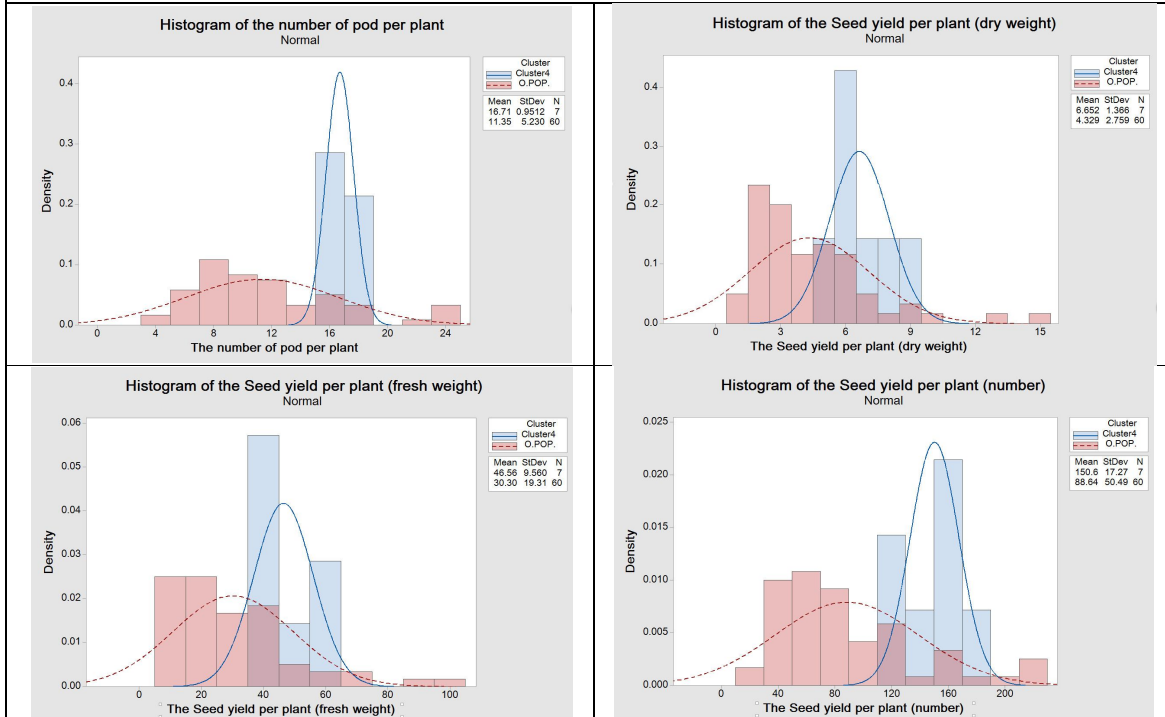 Histogram of the number of pod per plant
Normal
Cluster
Cluster4
O.POP.
Mean StDev N
16.71 0.9512 7
11.35 5.230 60
Density
0.4
0.3
0.2
0.1
0.0
0 4 8 12 16 20 24
The number of pod per plant
Histogram of the Seed yield per plant (dry weight)
Normal
Cluster
Cluster4
O.POP.
Mean StDev N
6.652 1.366 7
4.329 2.759 60
Density
0.4
0.3
0.2
0.1
0.0
0 3 6 9 12 15
The Seed yield per plant (dry weight)
Histogram of the Seed yield per plant (fresh weight)
Normal
Cluster
Cluster4
O.POP.
Mean StDev N
46.56 9.560 7
30.30 19.31 60
Density
0.06
0.05
0.04
0.03
0.02
0.01
0.00
0 20 40 60 80 100
The Seed yield per plant (fresh weight)
Histogram of the Seed yield per plant (number)
Normal
Cluster
Cluster4
O.POP.
Mean StDev N
150.6 17.27 7
88.64 50.49 60
Density
0.025
0.020
0.015
0.010
0.005
0.000
0 40 80 120 160 200
The Seed yield per plant (number)